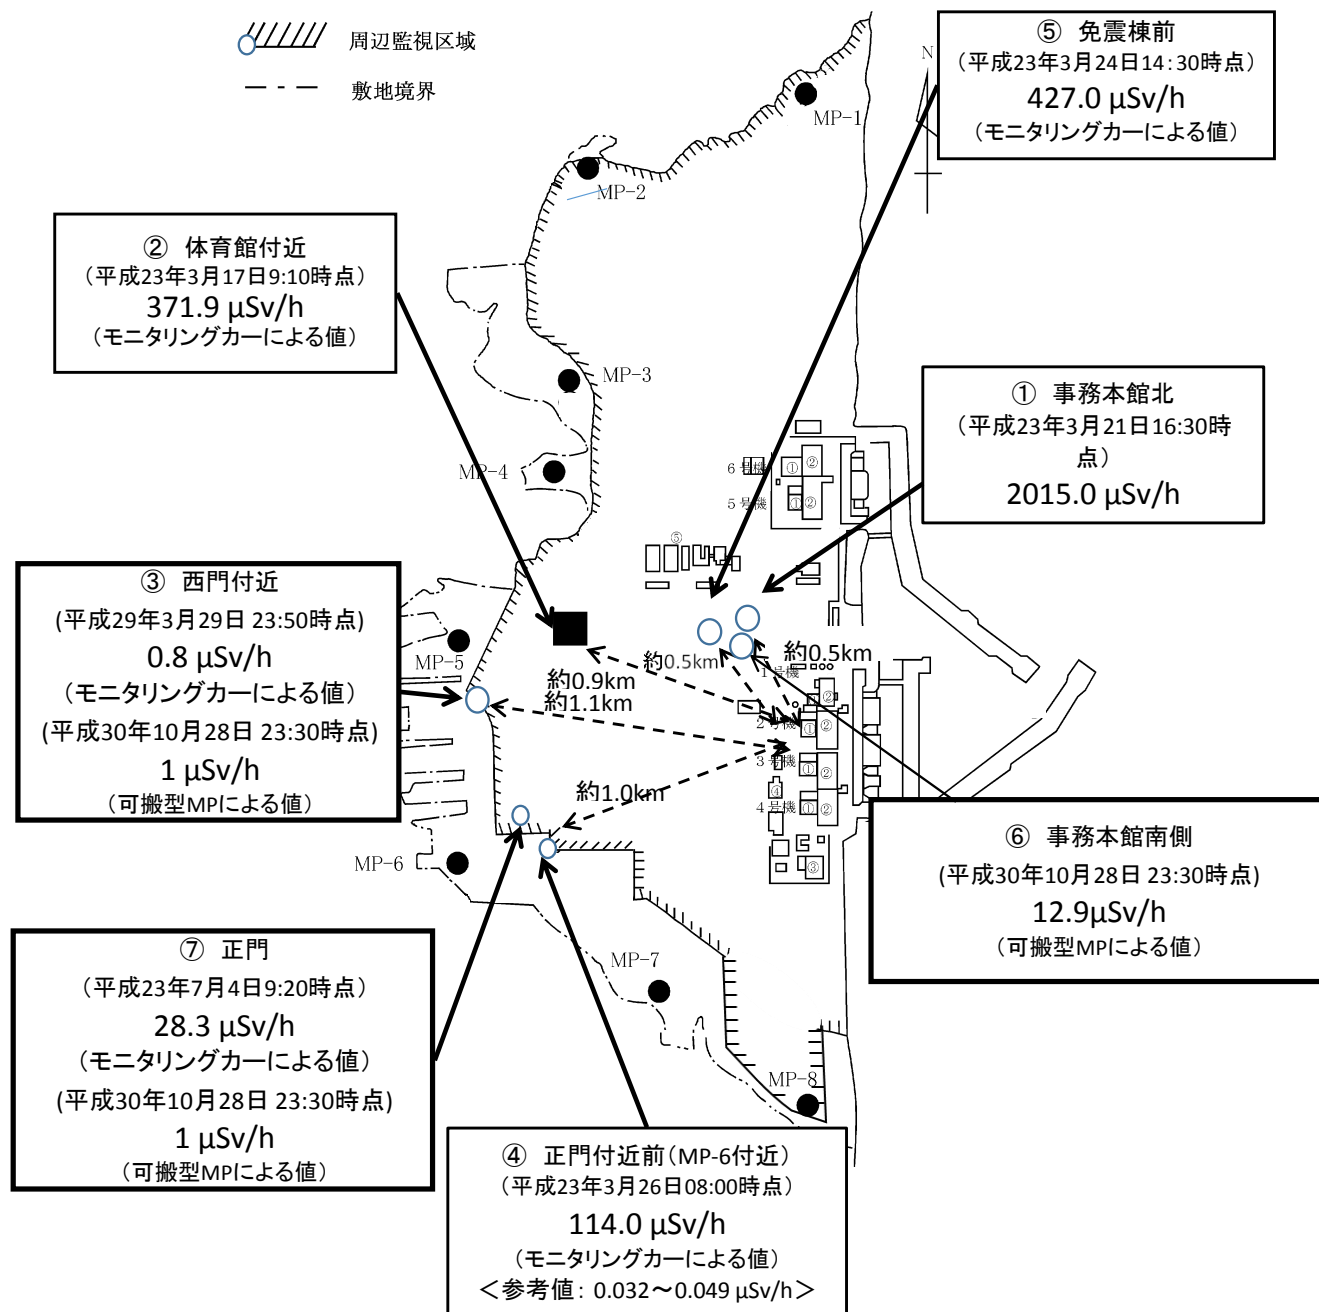 周辺監視区域
敷地境界
⑤ 免震棟前
(平成23年3月24日14:30時点)
427.0 μSv/h
(モニタリングカーによる値)
N
MP-1
MP-2
② 体育館付近
(平成23年3月17日9:10時点)
371.9 μSv/h
(モニタリングカーによる値)
MP-3
MP-4
① 事務本館北
(平成23年3月21日16:30時
点)
2015.0 μSv/h
6号機
①
②
5号機
①
②
⑤
③ 西門付近
(平成29年3月29日 23:50時点)
0.8 μSv/h
(モニタリングカーによる値)
(平成30年10月28日 23:30時点)
1 μSv/h
(可搬型MPによる値)
MP-5
約0.5km
約0.5km
約0.9km
約1.1km
約1.0km
1号機
②
2号機
①
②
3号機
①
②
④
4号機
①
②
③
MP-6
⑥ 事務本館南側
(平成30年10月28日 23:30時点)
12.9μSv/h
(可搬型MPによる値)
⑦ 正門
(平成23年7月4日9:20時点)
28.3 μSv/h
(モニタリングカーによる値)
(平成30年10月28日 23:30時点)
1 μSv/h
(可搬型MPによる値)
MP-7
MP-8
④ 正門付近前(MP-6付近)
(平成23年3月26日08:00時点)
114.0 μSv/h
(モニタリングカーによる値)
<参考値: 0.032~0.049 μSv/h>